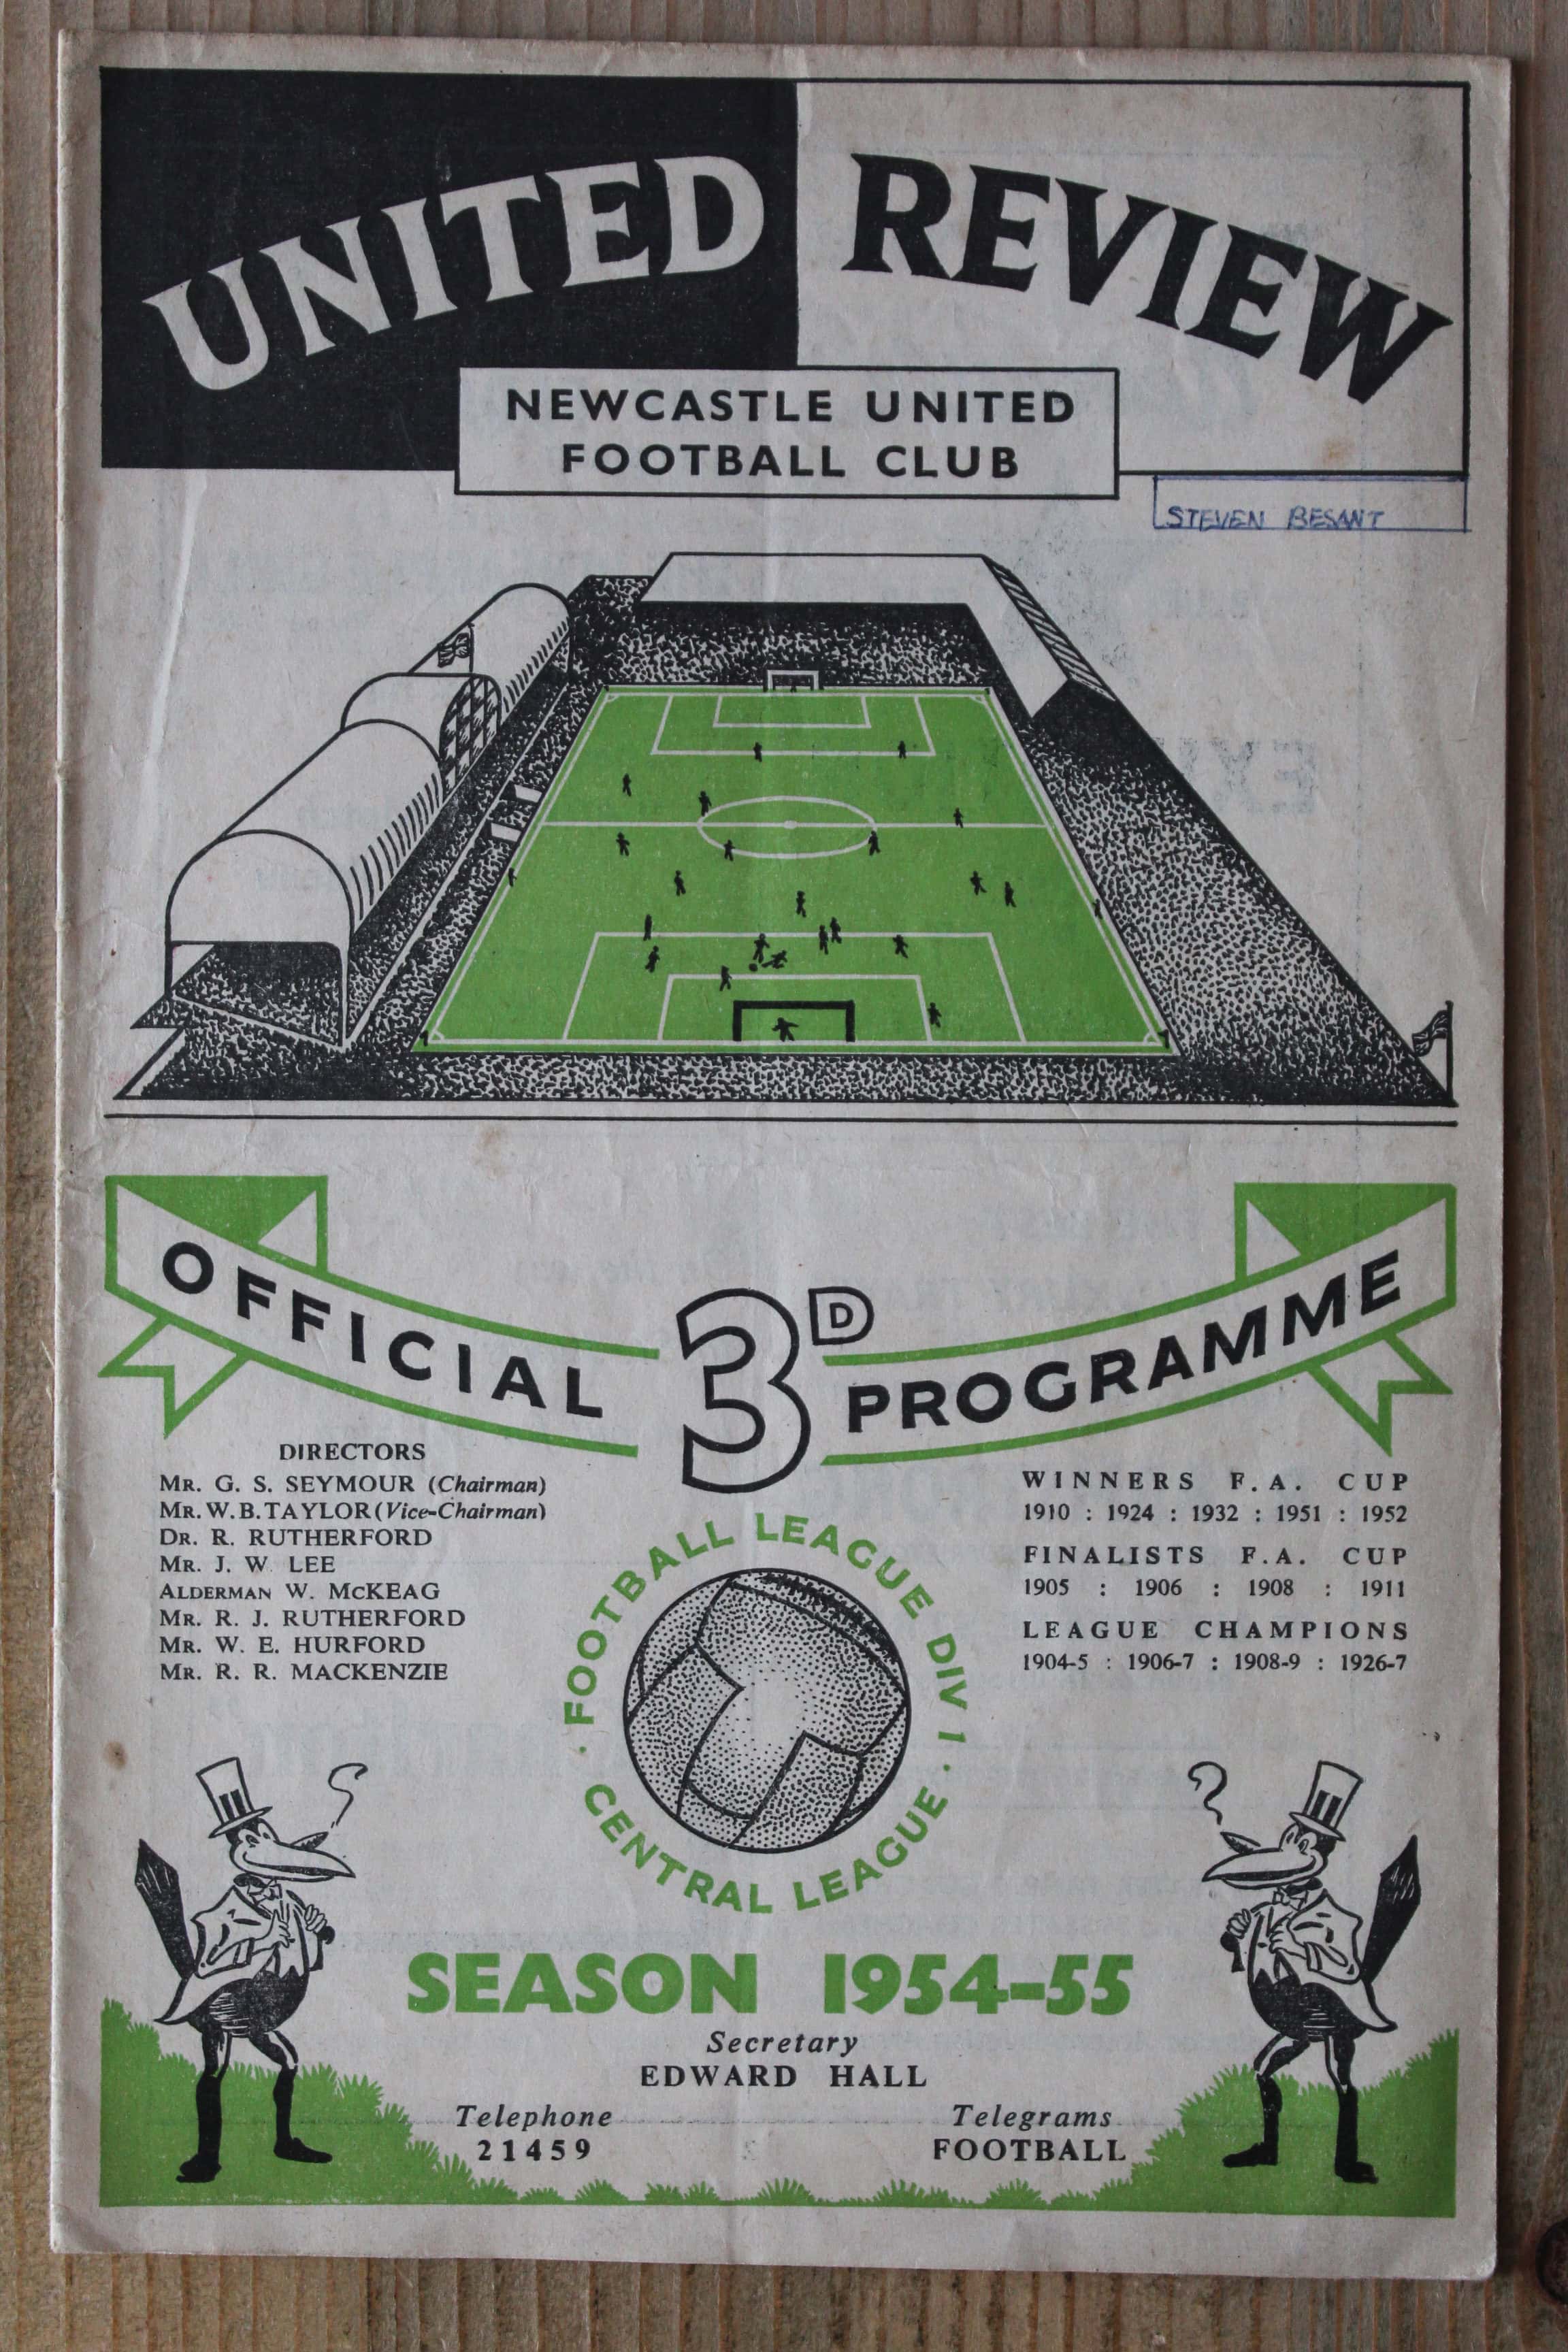 UNITED REVIEW
NEWCASTLE UNITED
FOOTBALL CLUB
STEVEN BESANT
OFFICIAL 3D PROGRAMME
DIRECTORS
MR. G. S. SEYMOUR (Chairman)
MR. W. B. TAYLOR (Vice-Chairman)
DR. R. RUTHERFORD
MR. J. W. LEE
ALDERMAN W. McKEAG
MR. R. J. RUTHERFORD
MR. W. E. HURFORD
MR. R. R. MACKENZIE
WINNERS F.A. CUP
1910 : 1924 : 1932 : 1951 : 1952
FINALISTS F.A. CUP
1905 : 1906 : 1908 : 1911
LEAGUE CHAMPIONS
1904-5 : 1906-7 : 1908-9 : 1926-7
· FOOTBALL LEAGUE DIV I ·
CENTRAL LEAGUE
SEASON 1954-55
Secretary
EDWARD HALL
Telephone
21459
Telegrams
FOOTBALL